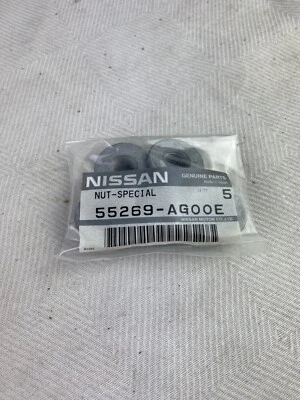 NISSAN
GENUINE PARTS
NUT-SPECIAL
5
55269-AG00E
NISSAN MOTOR CO.,LTD.